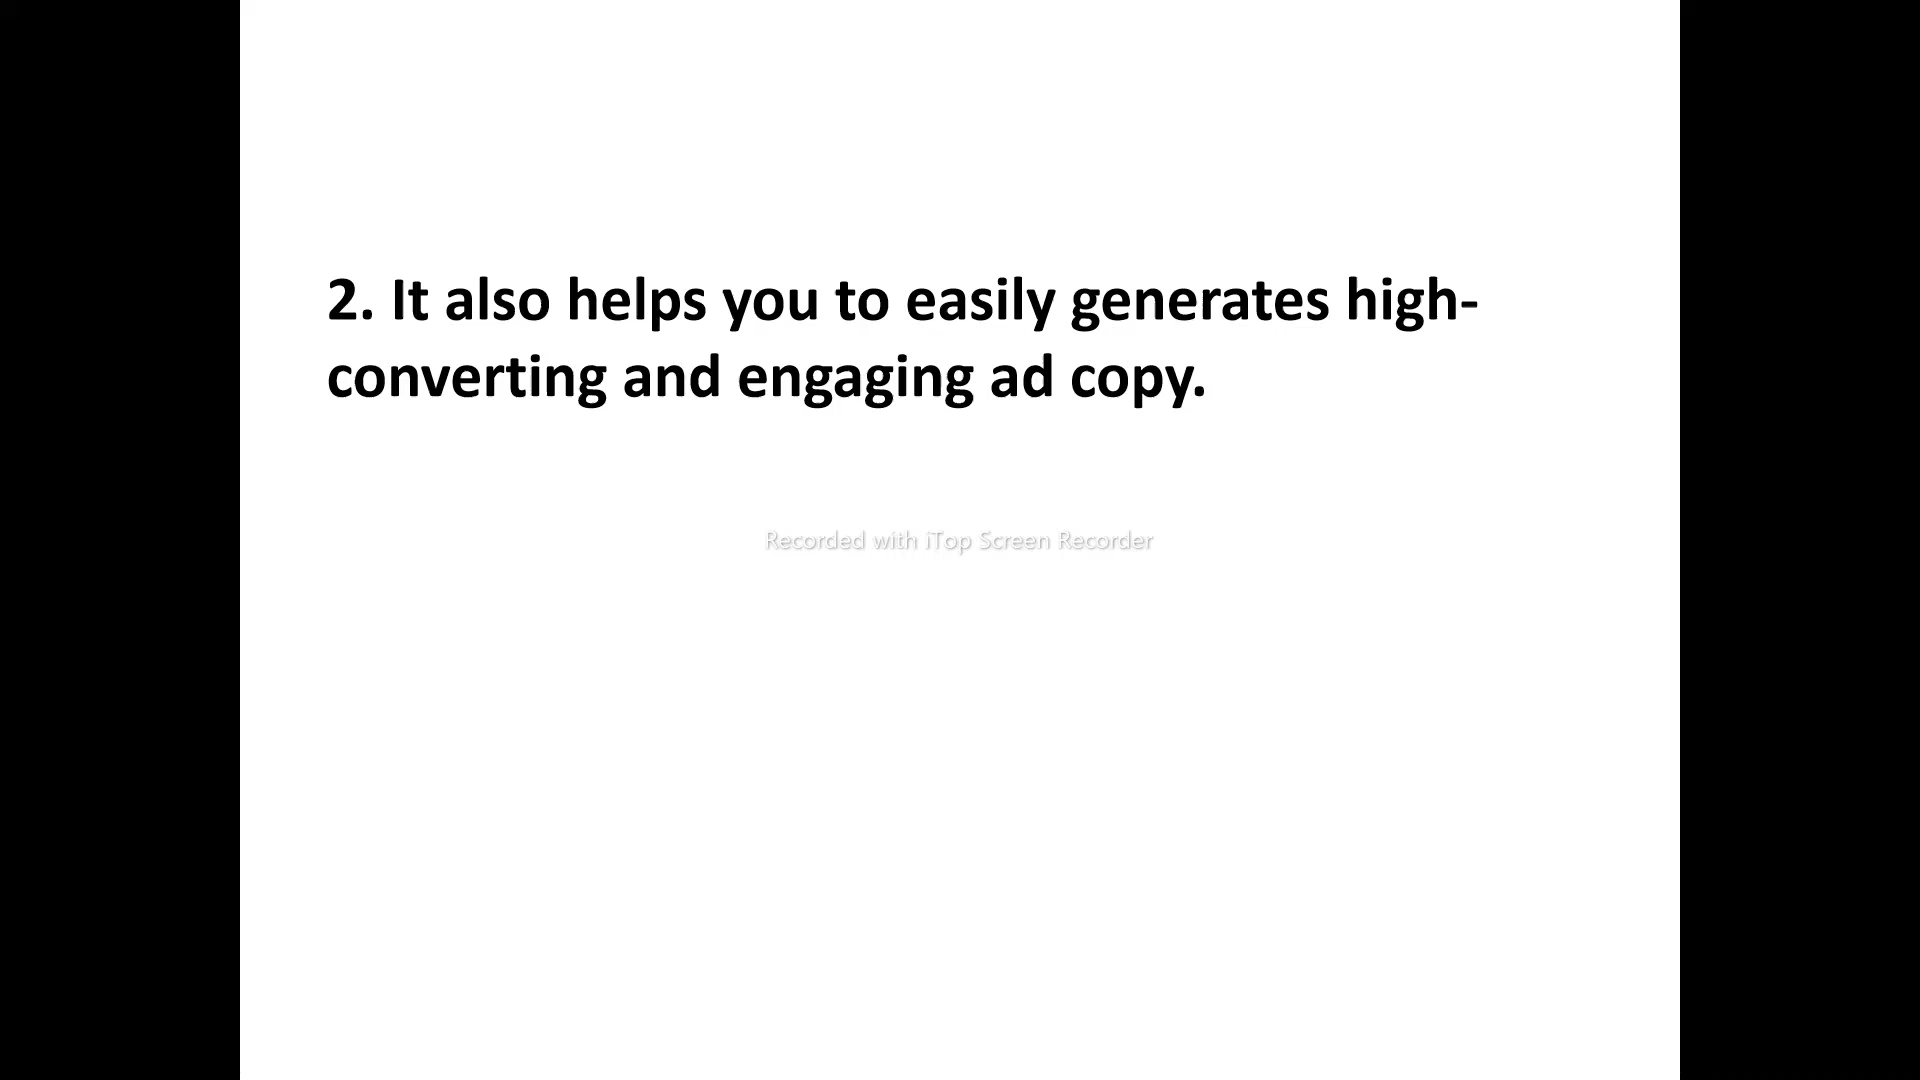 2. It also helps you to easily generates high-
converting and engaging ad copy.
Recorded with iTop Screen Recorder